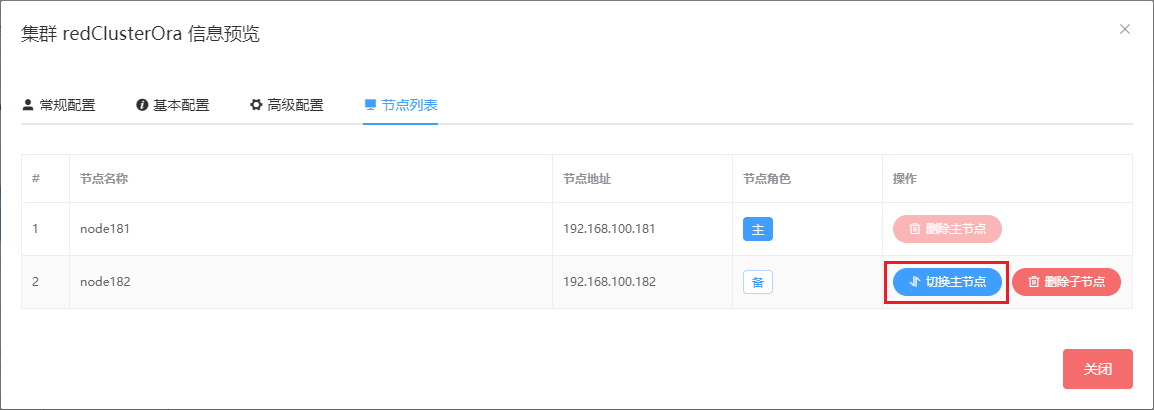 集群 redClusterOra 信息预览
常规配置 基本配置 高级配置 节点列表
# 节点名称 节点地址 节点角色 操作
1 node181 192.168.100.181 主 删除主节点
2 node182 192.168.100.182 备 切换主节点 删除子节点
关闭